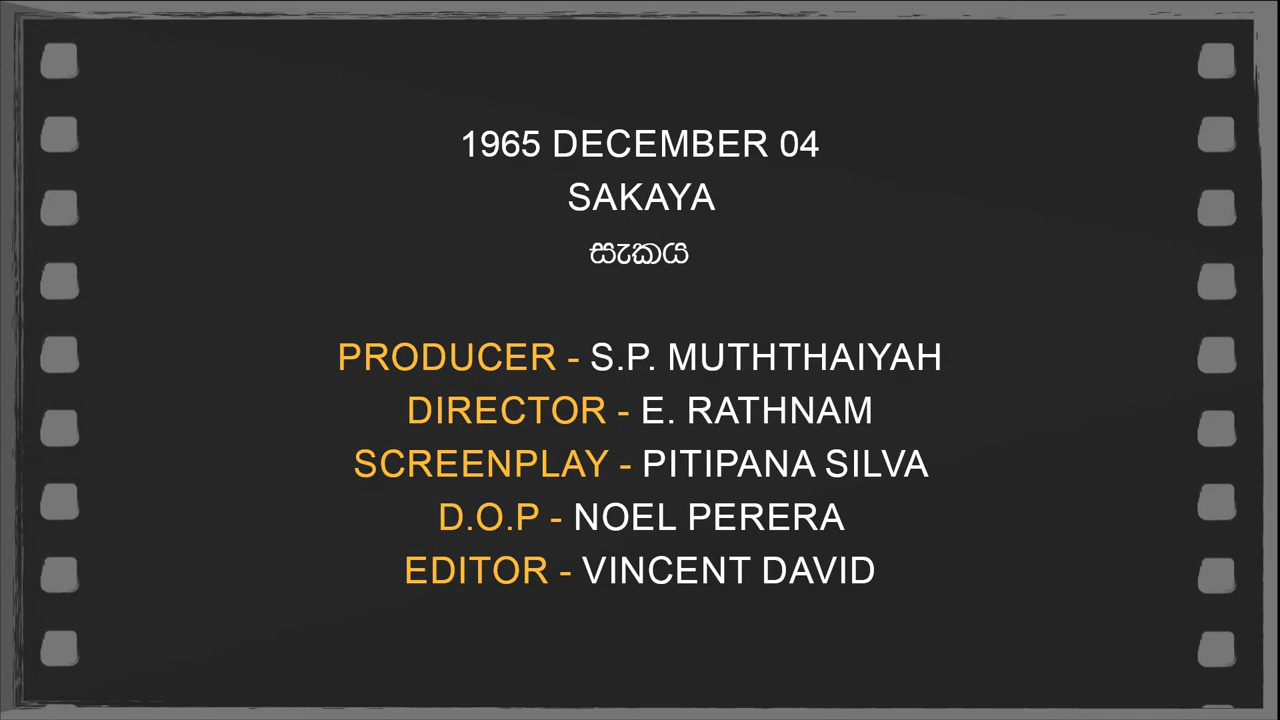 1965 DECEMBER 04
SAKAYA
සැකය
PRODUCER - S.P. MUTHTHAIYAH
DIRECTOR - E. RATHNAM
SCREENPLAY - PITIPANA SILVA
D.O.P - NOEL PERERA
EDITOR - VINCENT DAVID